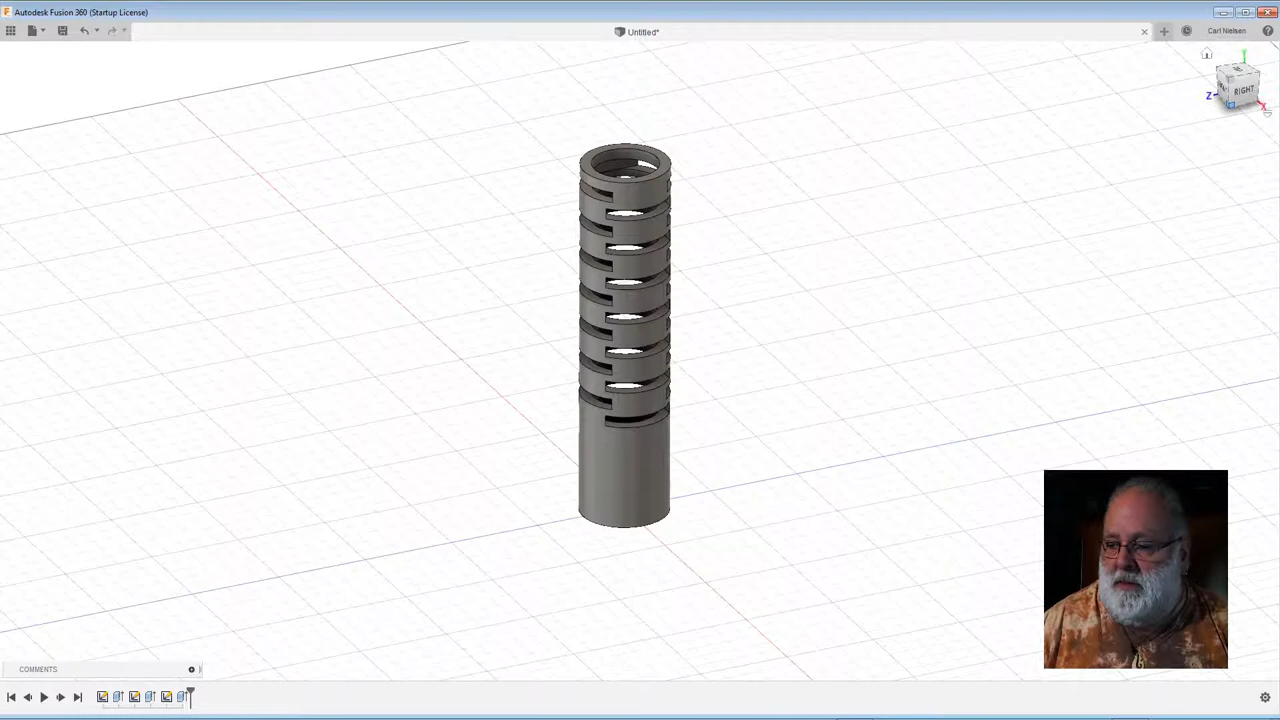 Autodesk Fusion 360 (Startup License)
Untitled*
Carl Nielsen
RIGHT
Y
Z
X
COMMENTS